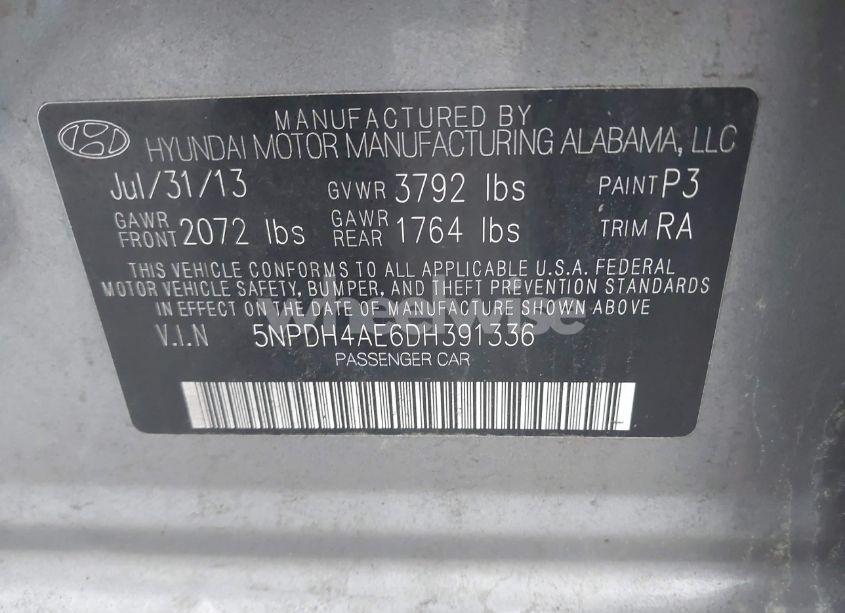 MANUFACTURED BY
HYUNDAI MOTOR MANUFACTURING ALABAMA, LLC
Jul/31/13 GVWR 3792 lbs PAINT P3
GAWR FRONT 2072 lbs GAWR REAR 1764 lbs TRIM RA
THIS VEHICLE CONFORMS TO ALL APPLICABLE U.S.A. FEDERAL
MOTOR VEHICLE SAFETY, BUMPER, AND THEFT PREVENTION STANDARDS
IN EFFECT ON THE DATE OF MANUFACTURE SHOWN ABOVE
V.I.N 5NPDH4AE6DH391336
PASSENGER CAR